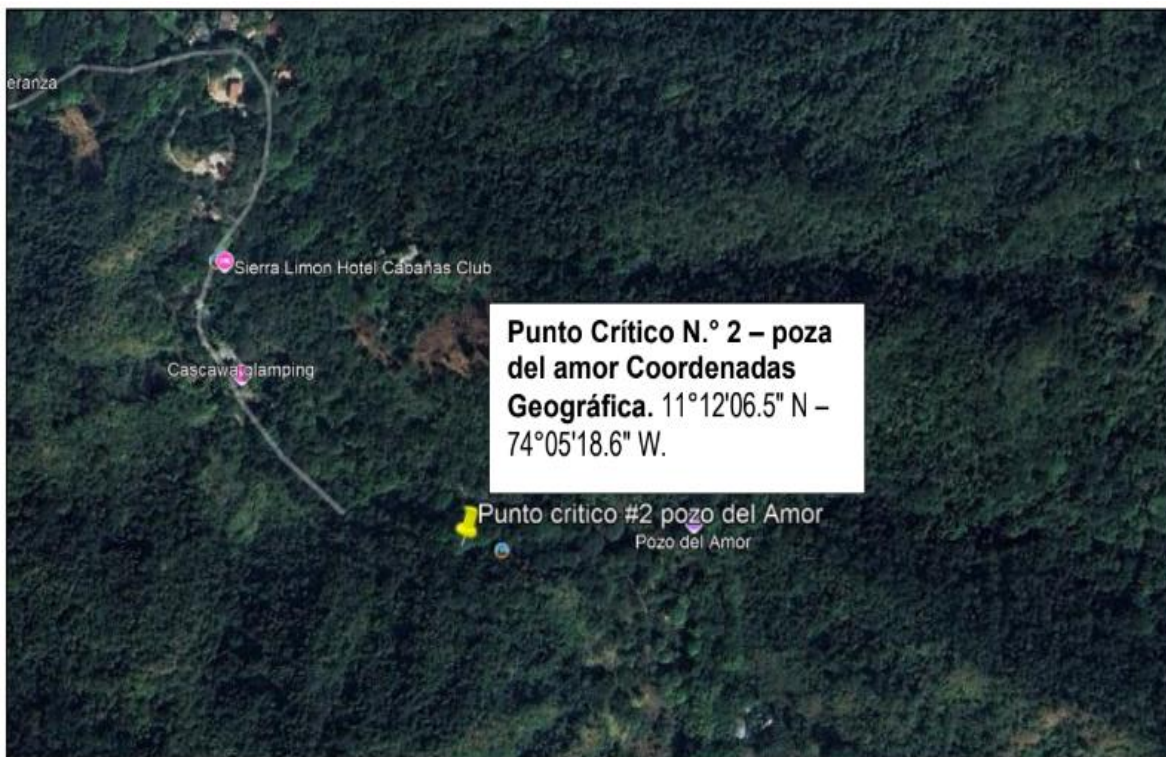 eranza
Sierra Limon Hotel Cabañas Club
Cascawa glamping
Punto Crítico N.° 2 – poza
del amor Coordenadas
Geográfica. 11°12'06.5" N –
74°05'18.6" W.
Punto critico #2 pozo del Amor
Pozo del Amor